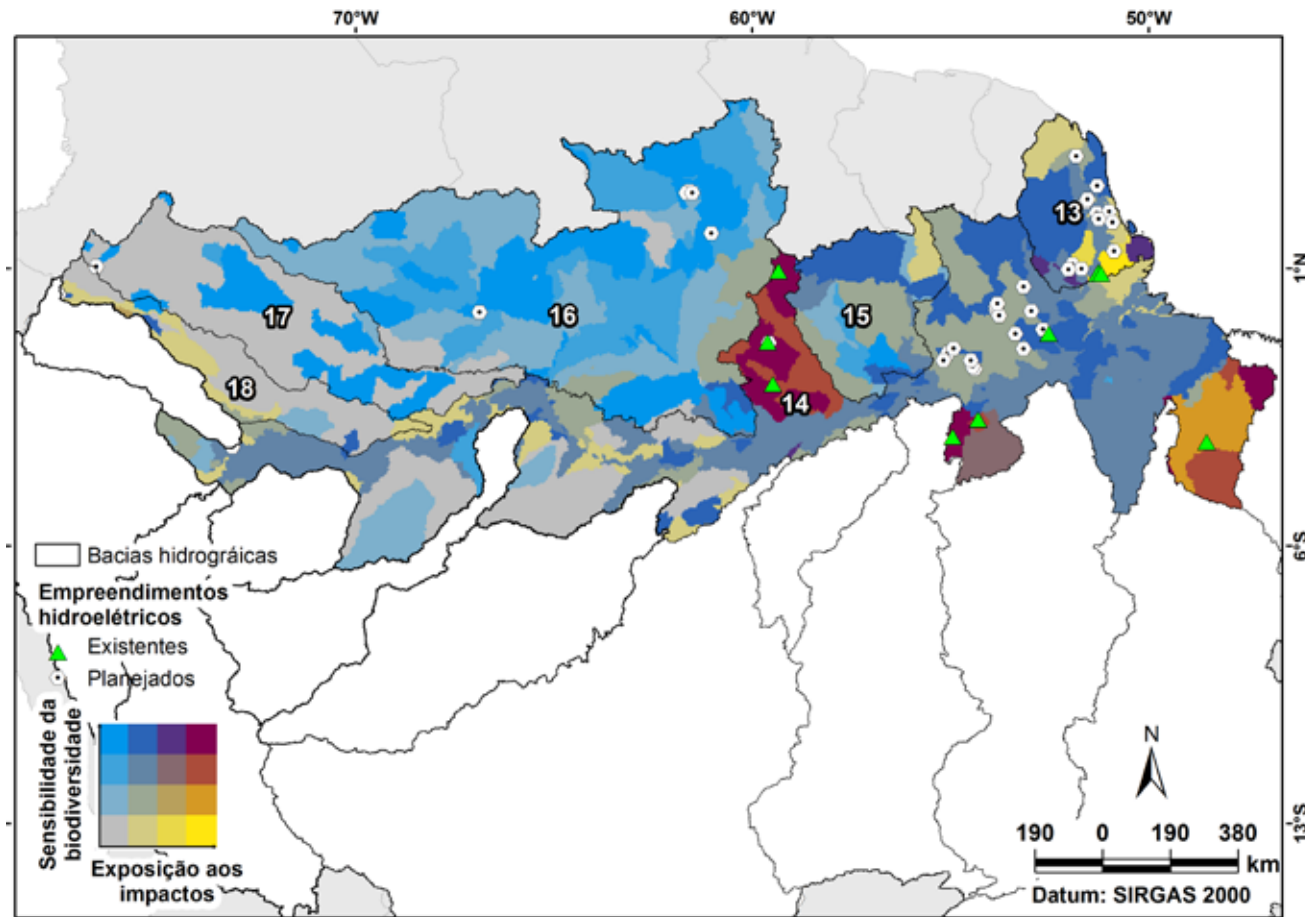 70°W
60°W
50°W
13
1°N
17
16
15
18
14
Bacias hidrográicas
6°S
Empreendimentos
hidroelétricos
Existentes
Planejados
Sensibilidade da
biodiversidade
N
13°S
190 0 190 380
km
Exposição aos
impactos
Datum: SIRGAS 2000